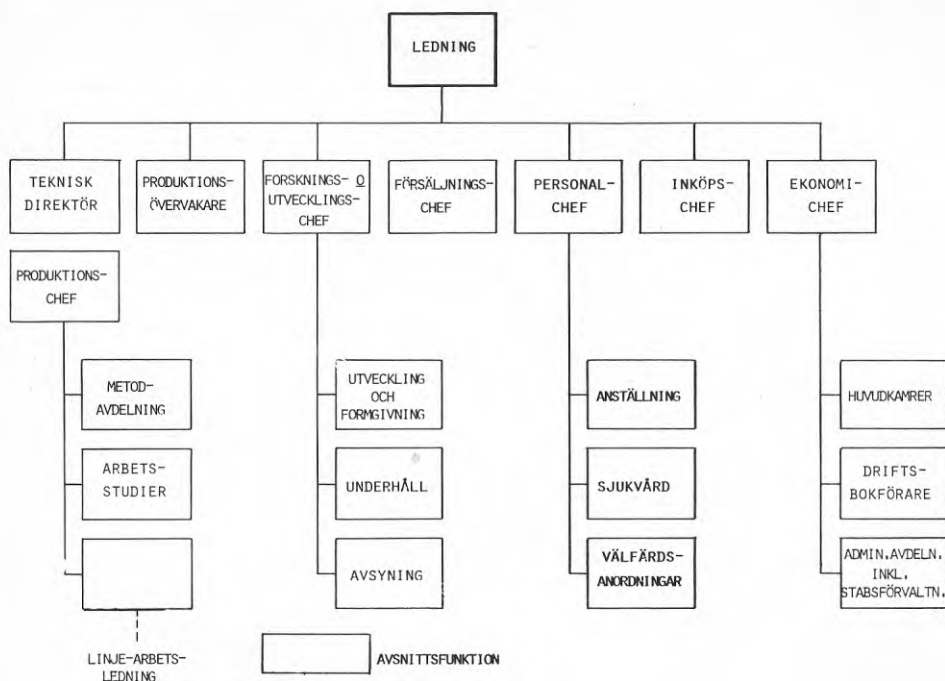 LEDNING
TEKNISK
DIREKTÖR
PRODUKTIONS-
ÖVERVAKARE
FORSKNINGS- O
UTVECKLINGS-
CHEF
FÖRSÄLJNINGS-
CHEF
PERSONAL-
CHEF
INKÖPS-
CHEF
EKONOMI-
CHEF
PRODUKTIONS-
CHEF
METOD-
AVDELNING
ARBETS-
STUDIER
LINJE-ARBETS-
LEDNING
UTVECKLING
OCH
FORMGIVNING
UNDERHÅLL
AVSYNING
ANSTÄLLNING
SJUKVÅRD
VÄLFÄRDS-
ANORDNINGAR
HUVUDKAMRER
DRIFTS-
BOKFÖRARE
ADMIN.AVDELN.
INKL.
STABSFÖRVALTN.
AVSNITTSFUNKTION